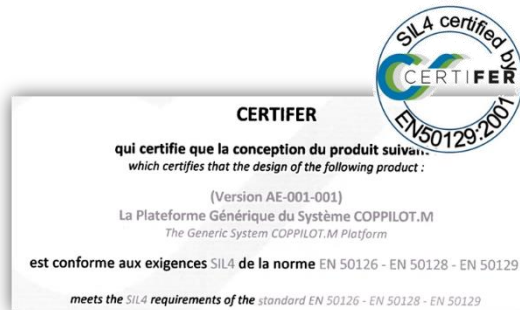 SIL4 certified by
CERTIFER
EN50129:2001
CERTIFER
qui certifie que la conception du produit suivan
which certifies that the design of the following product :
(Version AE-001-001)
La Plateforme Générique du Système COPPILOT.M
The Generic System COPPILOT.M Platform
est conforme aux exigences SIL4 de la norme EN 50126 - EN 50128 - EN 50129
meets the SIL4 requirements of the standard EN 50126 - EN 50128 - EN 50129